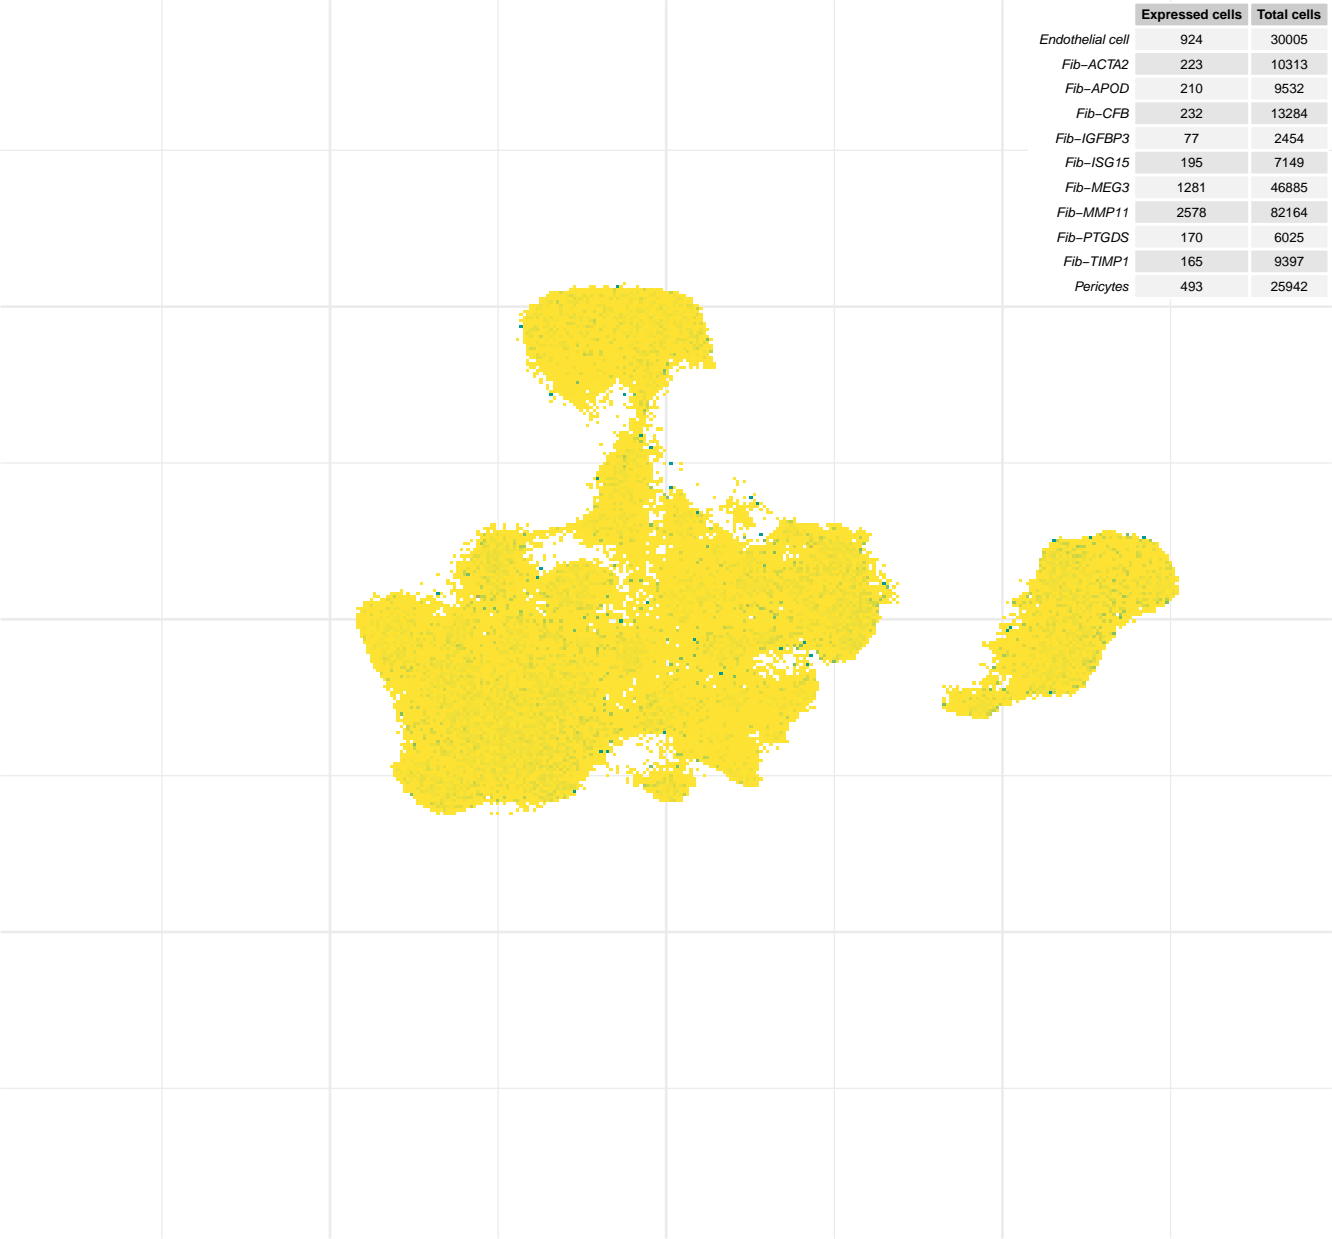 Expressed cells Total cells
Endothelial cell 924 30005
Fib−ACTA2 223 10313
Fib−APOD 210 9532
Fib−CFB 232 13284
Fib−IGFBP3 77 2454
Fib−ISG15 195 7149
Fib−MEG3 1281 46885
Fib−MMP11 2578 82164
Fib−PTGDS 170 6025
Fib−TIMP1 165 9397
Pericytes 493 25942